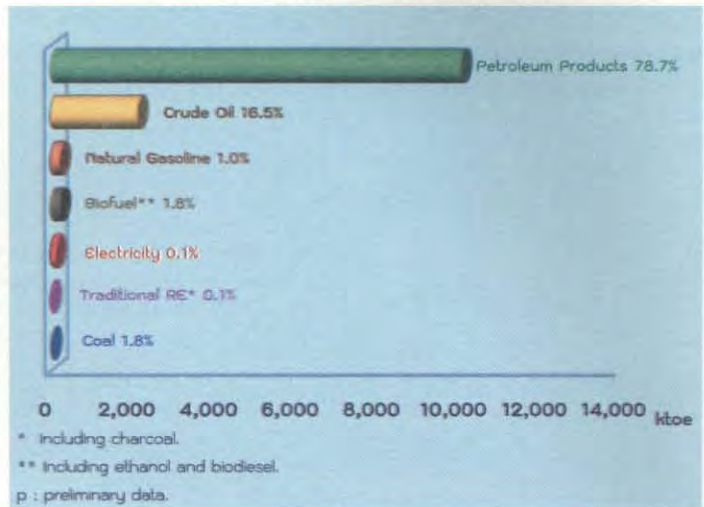 Petroleum Products 78.7%
Crude Oil 16.5%
Natural Gasoline 1.0%
Biofuel** 1.8%
Electricity 0.1%
Traditional RE* 0.1%
Coal 1.8%
0 2,000 4,000 6,000 8,000 10,000 12,000 14,000 ktoe
* Including charcoal.
** Including ethanol and biodiesel.
p : preliminary data.